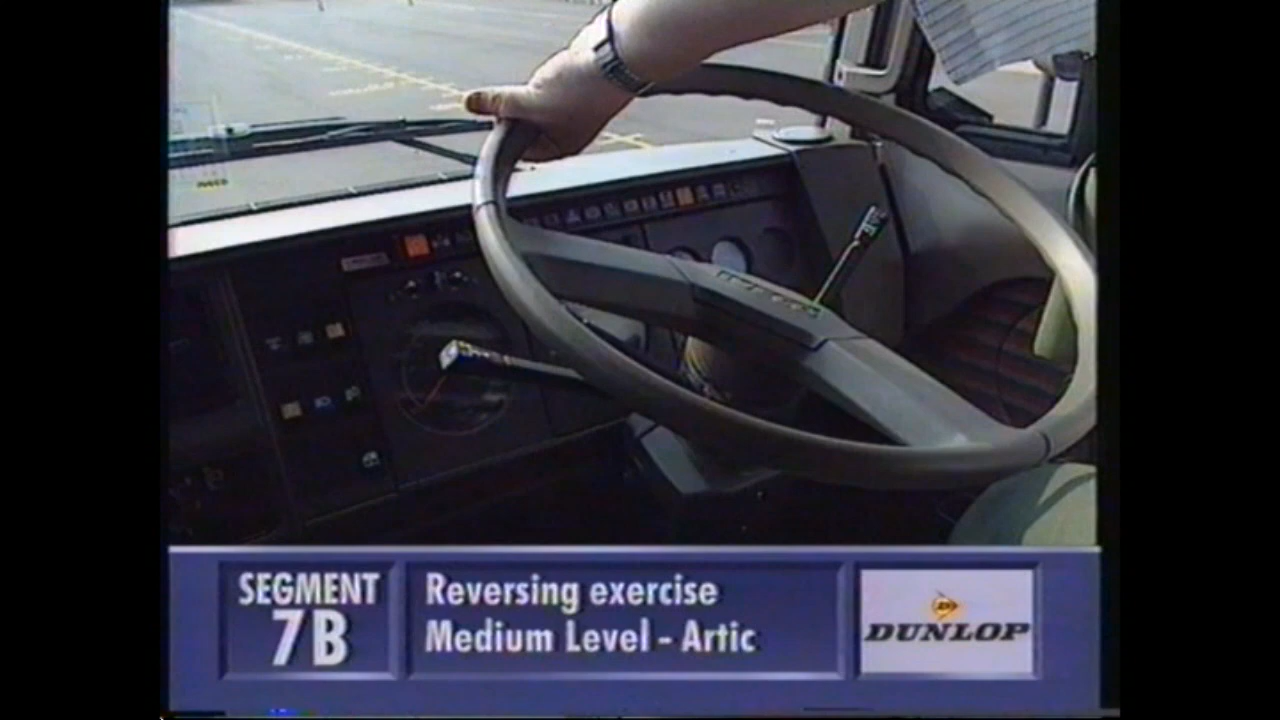 SEGMENT
7B
Reversing exercise
Medium Level - Artic
DUNLOP